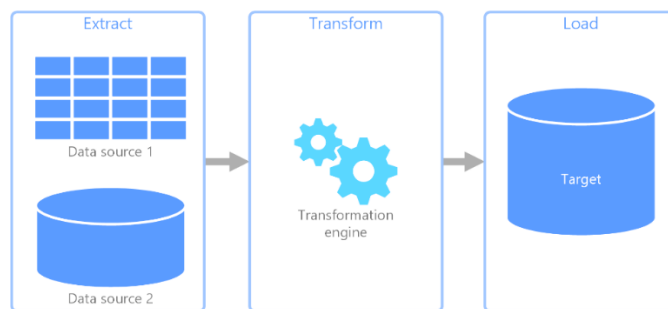 Extract
Data source 1
Data source 2
Transform
Transformation
engine
Load
Target